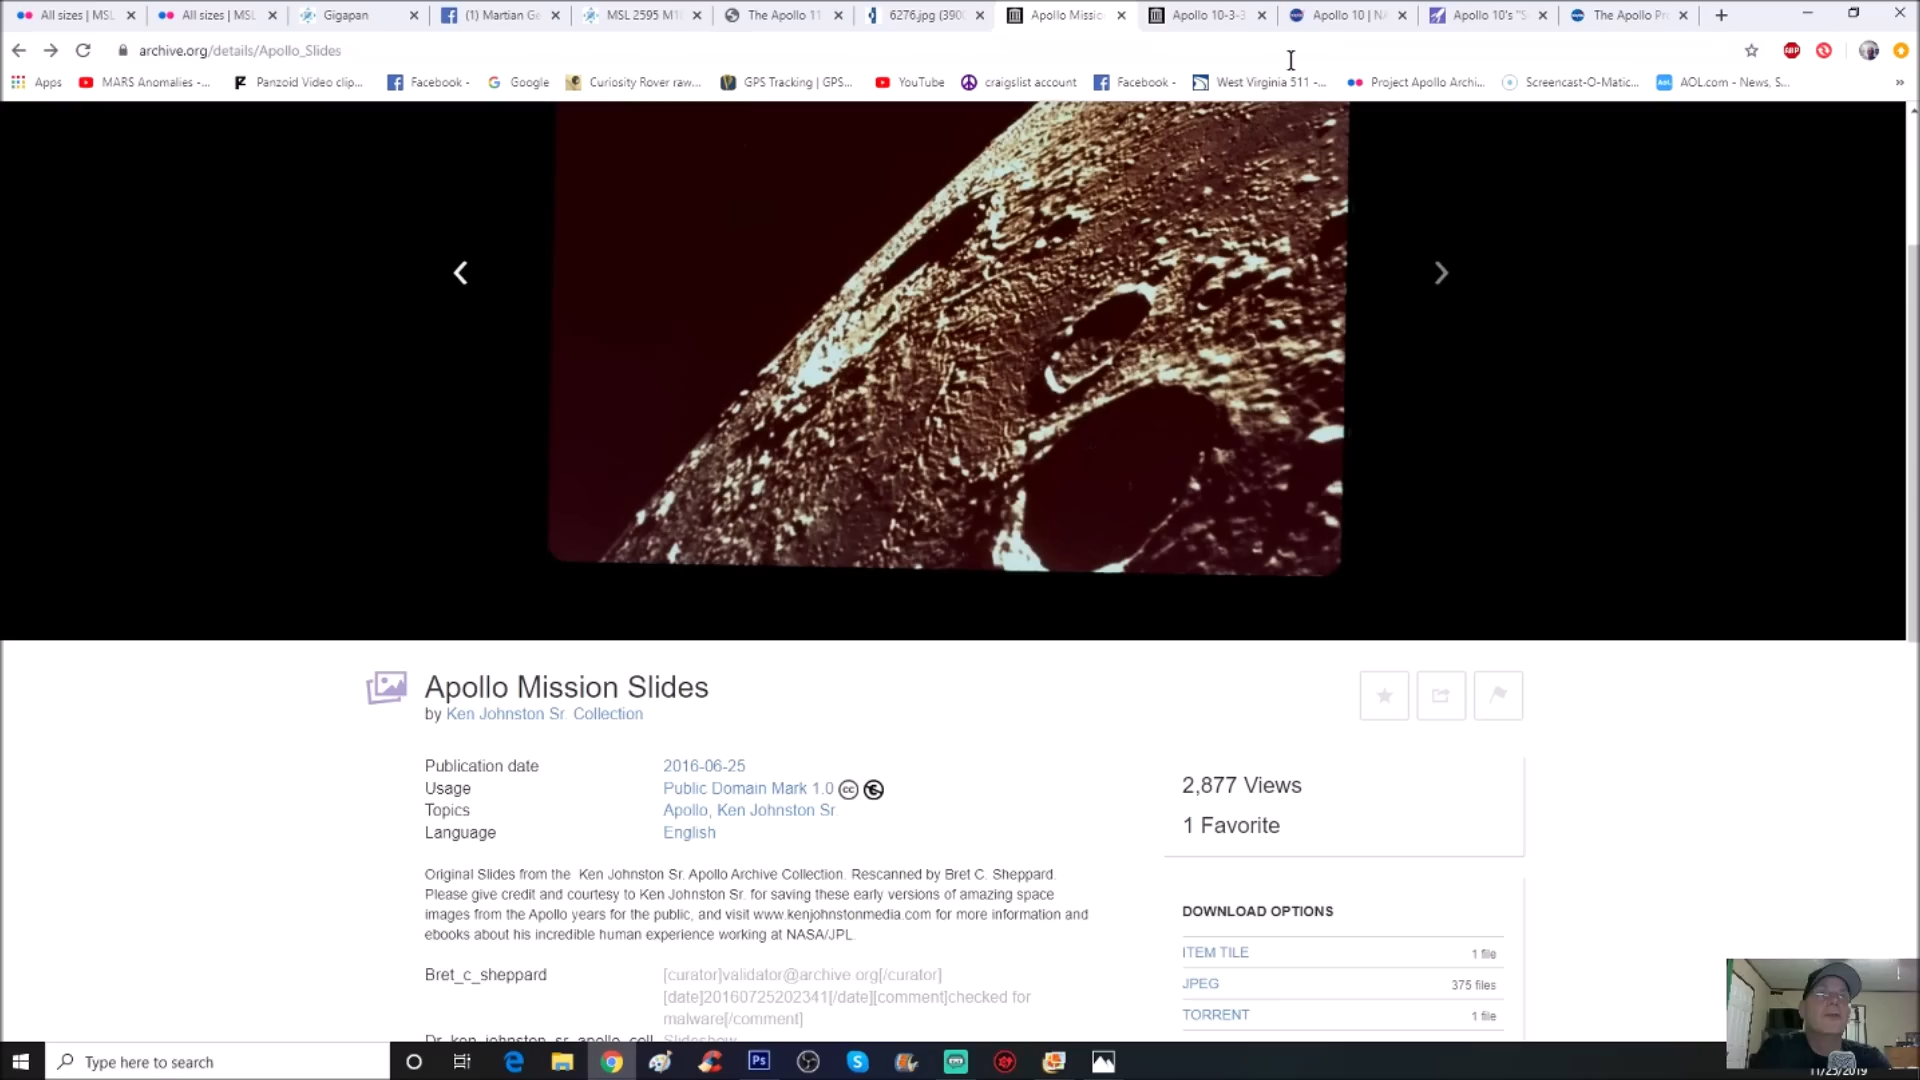 All sizes | MSL
All sizes | MSL
Gigapan
(1) Martian Ge
MSL 2595 M1
The Apollo 11
6276.jpg (390
Apollo Missio
Apollo 10-3-3
Apollo 10 | NA
Apollo 10's "S
The Apollo Pr
archive.org/details/Apollo_Slides
ABP
Apps
MARS Anomalies -...
Panzoid Video clip...
Facebook -
Google
Curiosity Rover raw...
GPS Tracking | GPS...
YouTube
craigslist account
Facebook -
West Virginia 511 -...
Project Apollo Archi...
Screencast-O-Matic...
AOL.com - News, S...
Apollo Mission Slides
by Ken Johnston Sr. Collection
Publication date 2016-06-25
Usage Public Domain Mark 1.0
Topics Apollo, Ken Johnston Sr.
Language English
Original Slides from the Ken Johnston Sr. Apollo Archive Collection. Rescanned by Bret C. Sheppard.
Please give credit and courtesy to Ken Johnston Sr. for saving these early versions of amazing space
images from the Apollo years for the public, and visit www.kenjohnstonmedia.com for more information and
ebooks about his incredible human experience working at NASA/JPL.
Bret_c_sheppard [curator]validator@archive.org[/curator]
[date]20160725202341[/date][comment]checked for
malware[/comment]
Dr_ken_johnston_sr_apollo_coll Slideshow
2,877 Views
1 Favorite
DOWNLOAD OPTIONS
ITEM TILE 1 file
JPEG 375 files
TORRENT 1 file
Type here to search
Ps
11/25/2019